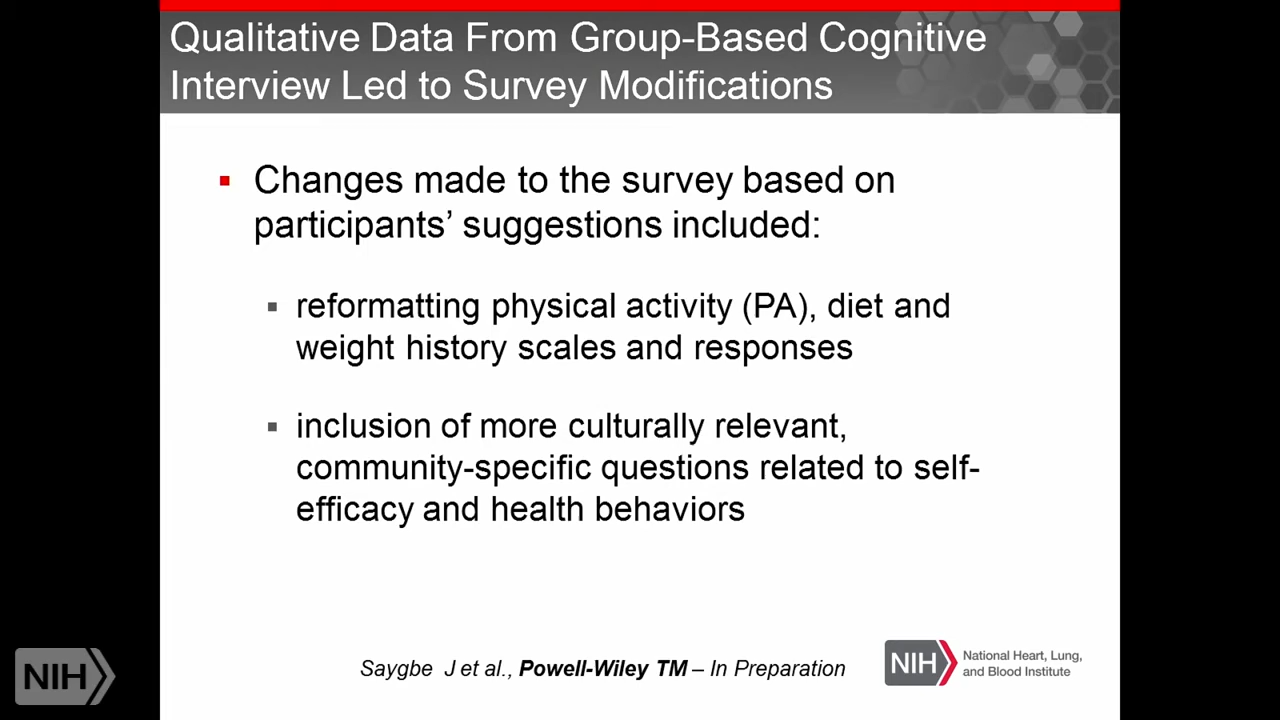 Qualitative Data From Group-Based Cognitive
Interview Led to Survey Modifications
Changes made to the survey based on
participants’ suggestions included:
reformatting physical activity (PA), diet and
weight history scales and responses
inclusion of more culturally relevant,
community-specific questions related to self-
efficacy and health behaviors
Saygbe J et al., Powell-Wiley TM – In Preparation
NIH
National Heart, Lung,
and Blood Institute
NIH